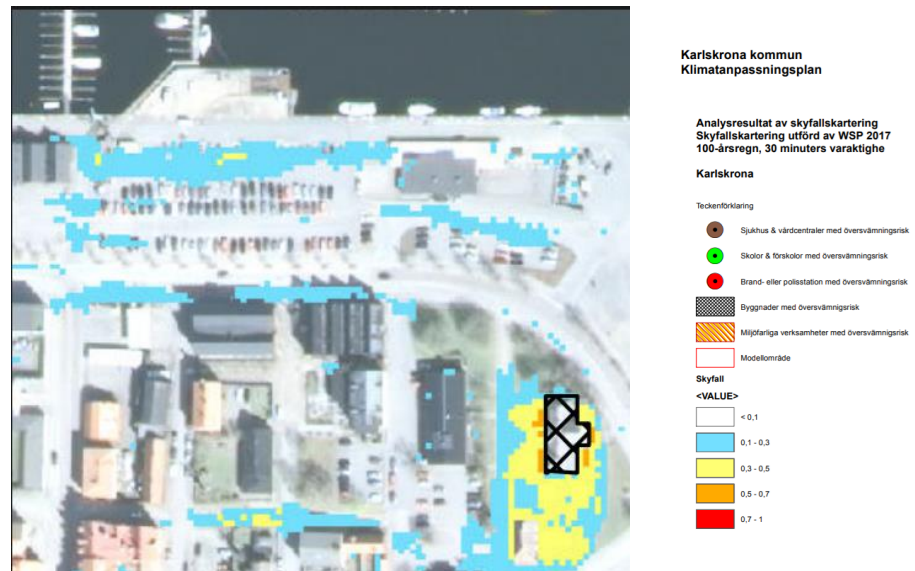 Karlskrona kommun
Klimatanpassningsplan
Analysresultat av skyfallskartering
Skyfallskartering utförd av WSP 2017
100-årsregn, 30 minuters varaktighe
Karlskrona
Teckenförklaring
Sjukhus & vårdcentraler med översvämningsrisk
Skolor & förskolor med översvämningsrisk
Brand- eller polisstation med översvämningsrisk
Byggnader med översvämningsrisk
Miljöfarliga verksamheter med översvämningsrisk
Modellområde
Skyfall
<VALUE>
< 0,1
0,1 - 0,3
0,3 - 0,5
0,5 - 0,7
0,7 - 1